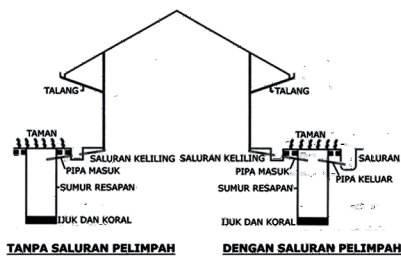 TALANG
TALANG
TAMAN
TAMAN
SALURAN KELILING
SALURAN KELILING
SALURAN
PIPA MASUK
PIPA MASUK
PIPA KELUAR
SUMUR RESAPAN
SUMUR RESAPAN
IJUK DAN KORAL
IJUK DAN KORAL
TANPA SALURAN PELIMPAH
DENGAN SALURAN PELIMPAH